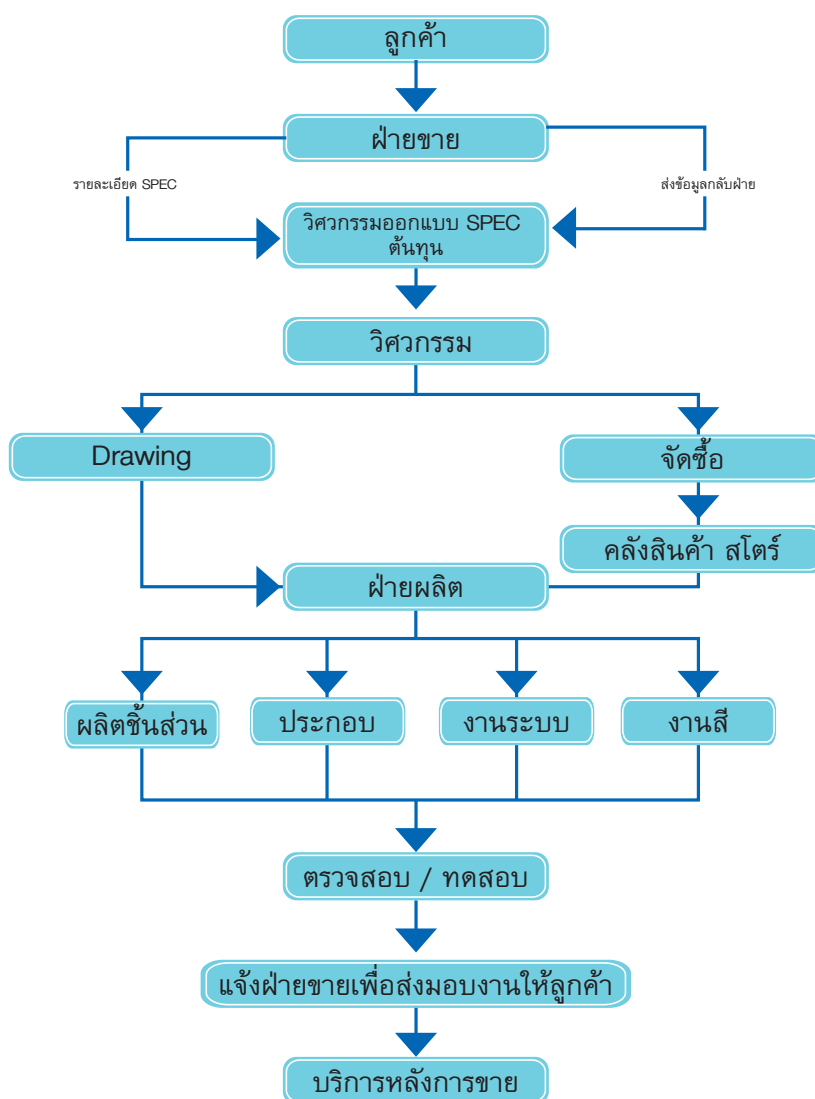 ลูกค้า
ฝ่ายขาย
รายละเอียด SPEC
ส่งข้อมูลกลับฝ่าย
วิศวกรรมออกแบบ SPEC
ต้นทุน
วิศวกรรม
Drawing
จัดซื้อ
คลังสินค้า สโตร์
ฝ่ายผลิต
ผลิตชิ้นส่วน
ประกอบ
งานระบบ
งานสี
ตรวจสอบ / ทดสอบ
แจ้งฝ่ายขายเพื่อส่งมอบงานให้ลูกค้า
บริการหลังการขาย